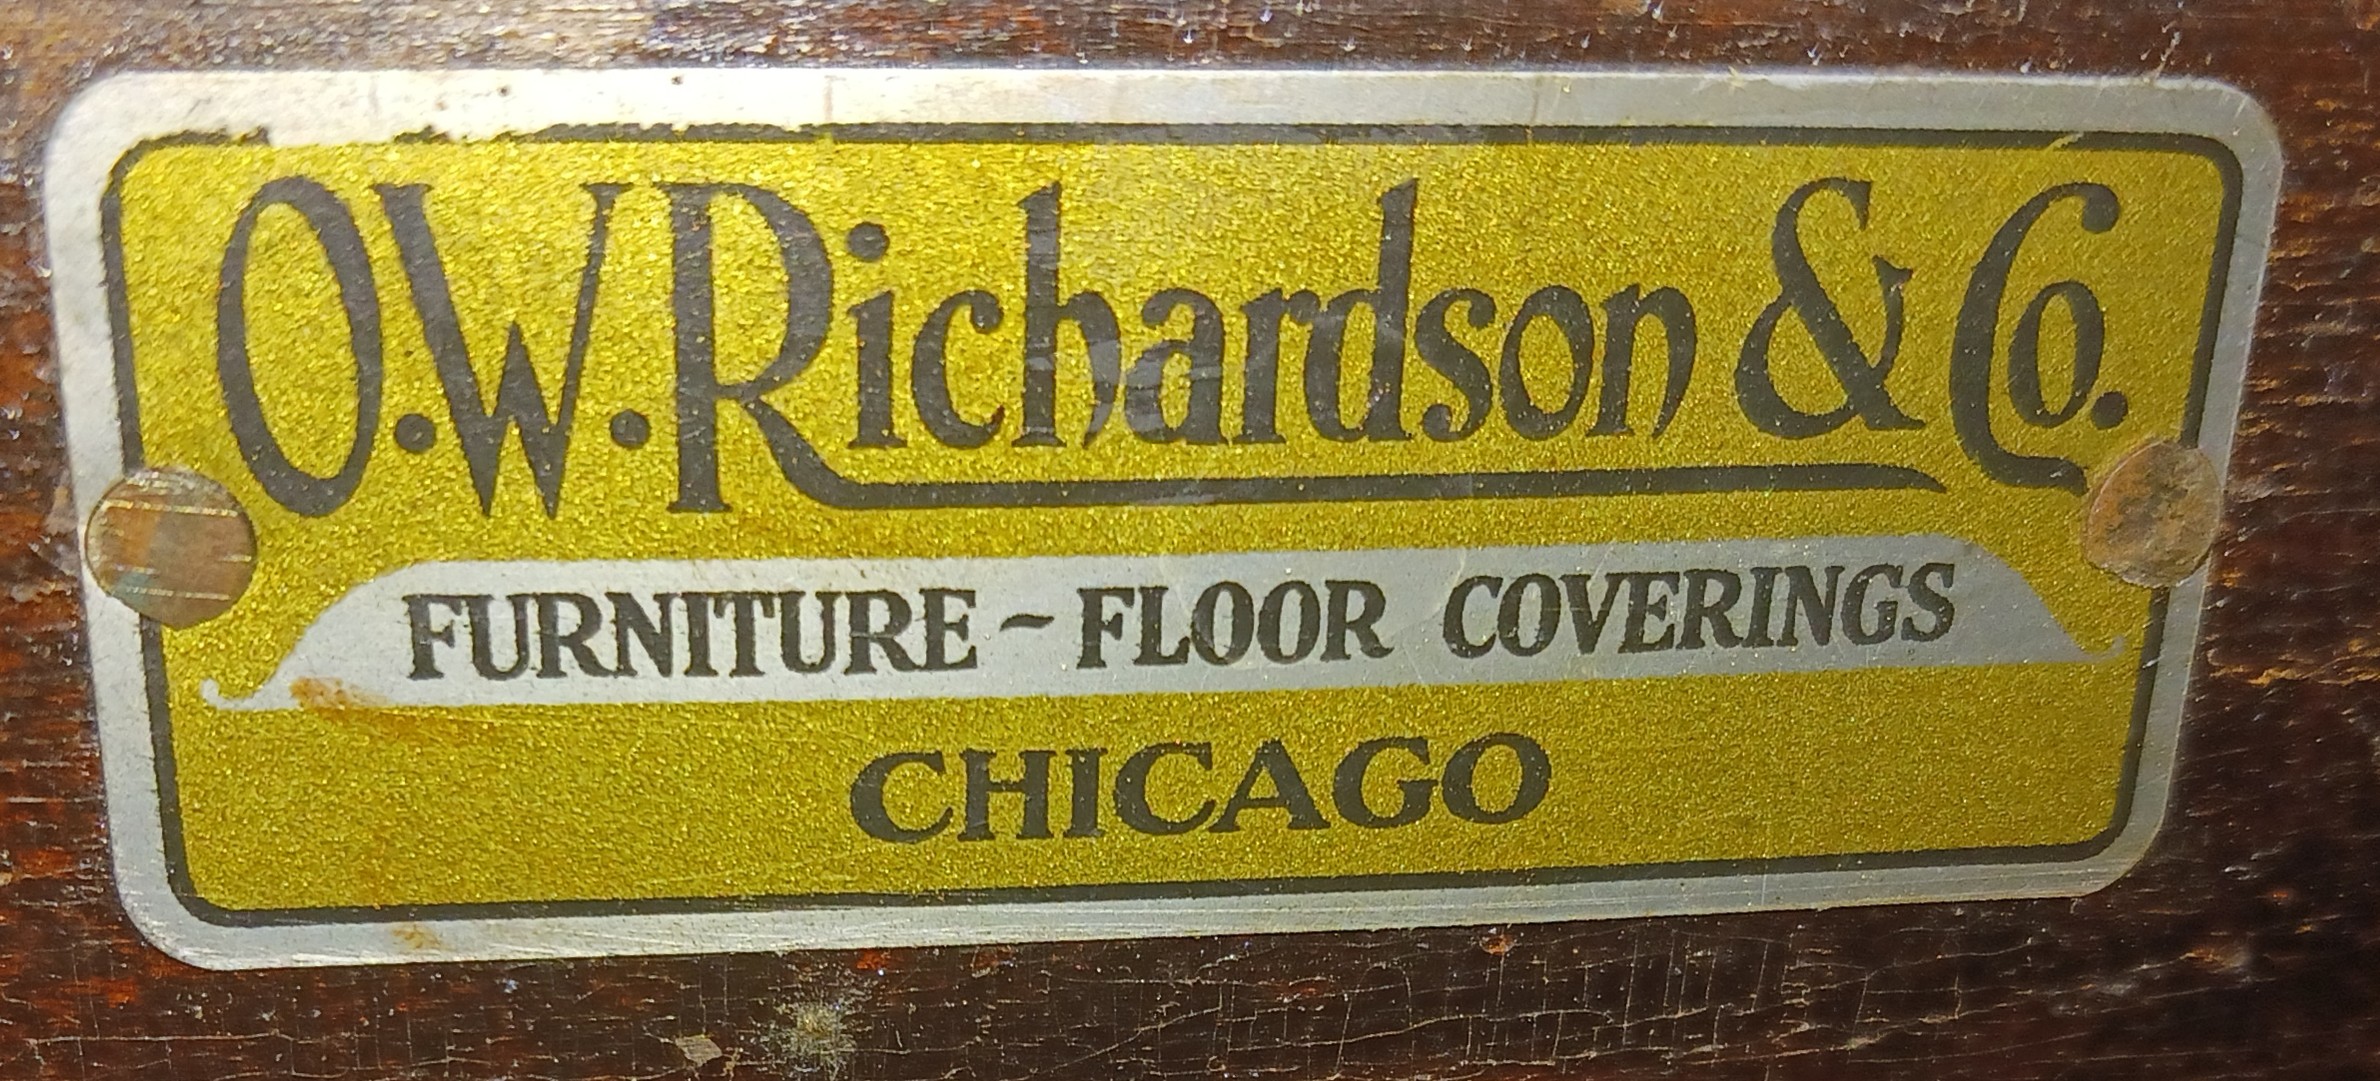 O.W. Richardson & Co.
FURNITURE ~ FLOOR COVERINGS
CHICAGO